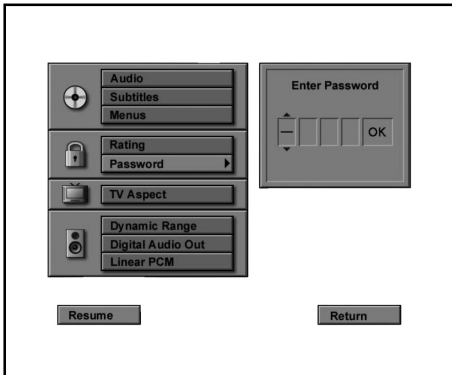 Audio
Subtitles
Menus
Rating
Password
TV Aspect
Dynamic Range
Digital Audio Out
Linear PCM
Enter Password
— OK
Resume
Return